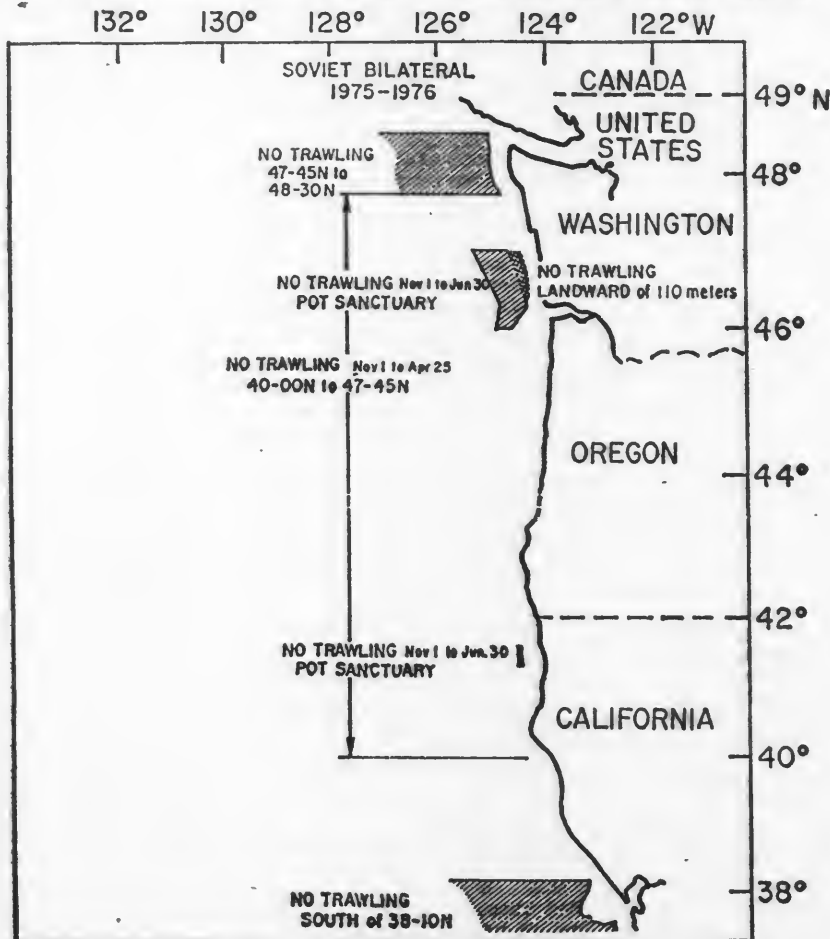 132° 130° 128° 126° 124° 122°W
SOVIET BILATERAL
1975-1976
CANADA
49° N
UNITED
STATES
NO TRAWLING
47-45N to
48-30N
48°
WASHINGTON
NO TRAWLING Nov 1 to Jun 30
POT SANCTUARY
NO TRAWLING
LANDWARD of 110 meters
46°
NO TRAWLING Nov 1 to Apr 25
40-00N to 47-45N
OREGON
44°
42°
NO TRAWLING Nov 1 to Jun. 30
POT SANCTUARY
CALIFORNIA
40°
NO TRAWLING
SOUTH of 38-10N
38°